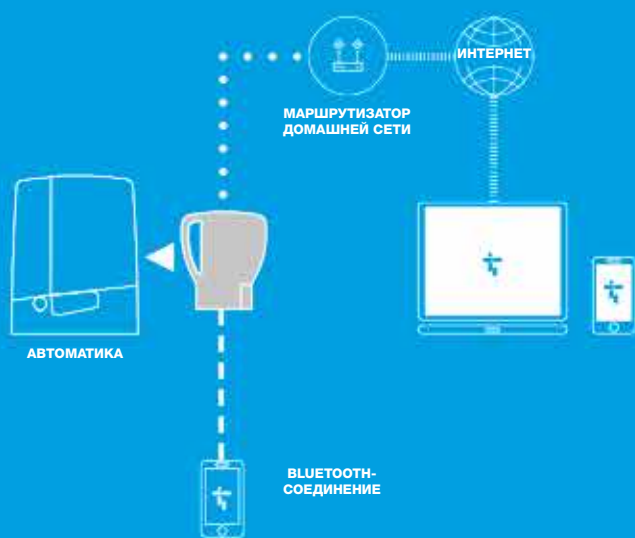 ИНТЕРНЕТ
МАРШРУТИЗАТОР
ДОМАШНЕЙ СЕТИ
АВТОМАТИКА
BLUETOOTH-
СОЕДИНЕНИЕ